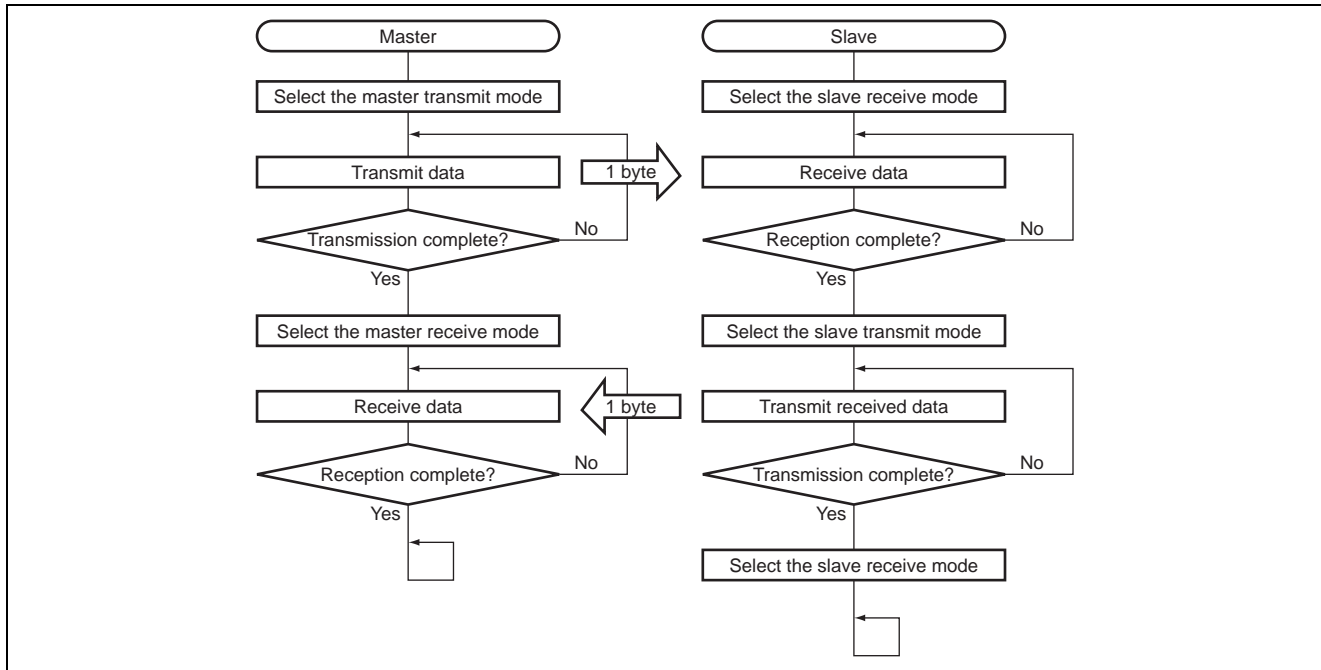 Master
Select the master transmit mode
Transmit data
Transmission complete?
No
Yes
Select the master receive mode
Receive data
Reception complete?
No
Yes
1 byte
1 byte
Slave
Select the slave receive mode
Receive data
Reception complete?
No
Yes
Select the slave transmit mode
Transmit received data
Transmission complete?
No
Yes
Select the slave receive mode